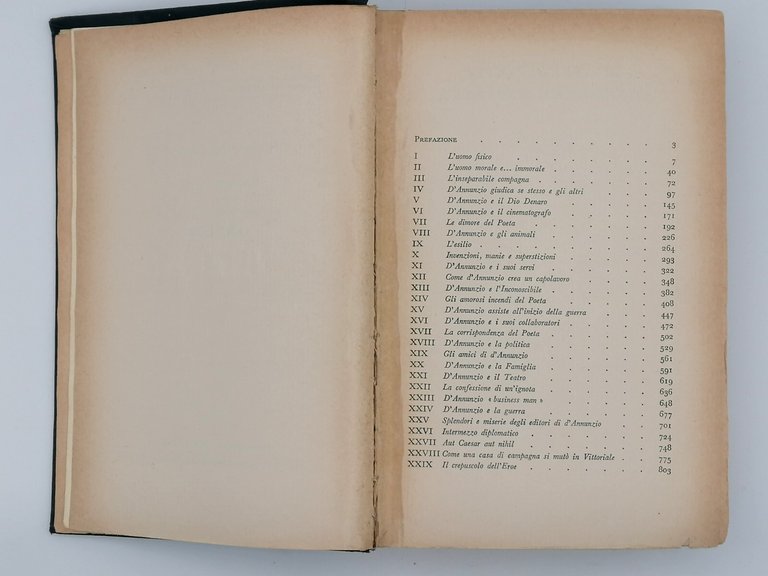 PREFAZIONE . . . . . . . . 3
I L'uomo fisico . . . . . . . 7
II L'uomo morale e... immorale . . . . . 40
III L'inseparabile compagna . . . . . . 72
IV D'Annunzio giudica se stesso e gli altri . . . . 97
V D'Annunzio e il Dio Denaro . . . . . 145
VI D'Annunzio e il cinematografo . . . . . 171
VII Le dimore del Poeta . . . . . . 192
VIII D'Annunzio e gli animali . . . . . . 226
IX L'esilio . . . . . . . . 264
X Invenzioni, manie e superstizioni . . . . . 293
XI D'Annunzio e i suoi servi . . . . . . 322
XII Come d'Annunzio crea un capolavoro . . . . 348
XIII D'Annunzio e l'Inconoscibile . . . . . 382
XIV Gli amorosi incendi del Poeta . . . . . 408
XV D'Annunzio assiste all'inizio della guerra . . . . 447
XVI D'Annunzio e i suoi collaboratori . . . . . 472
XVII La corrispondenza del Poeta . . . . . 502
XVIII D'Annunzio e la politica . . . . . . 529
XIX Gli amici di d'Annunzio . . . . . . 561
XX D'Annunzio e la Famiglia . . . . . . 591
XXI D'Annunzio e il Teatro . . . . . . 619
XXII La confessione di un'ignota . . . . . 636
XXIII D'Annunzio « business man » . . . . . 648
XXIV D'Annunzio e la guerra . . . . . . 677
XXV Splendori e miserie degli editori di d'Annunzio . . . 701
XXVI Intermezzo diplomatico . . . . . . 724
XXVII Aut Caesar aut nihil . . . . . . 748
XXVIII Come una casa di campagna si mutò in Vittoriale . . 775
XXIX Il crepuscolo dell'Eroe . . . . . . 803